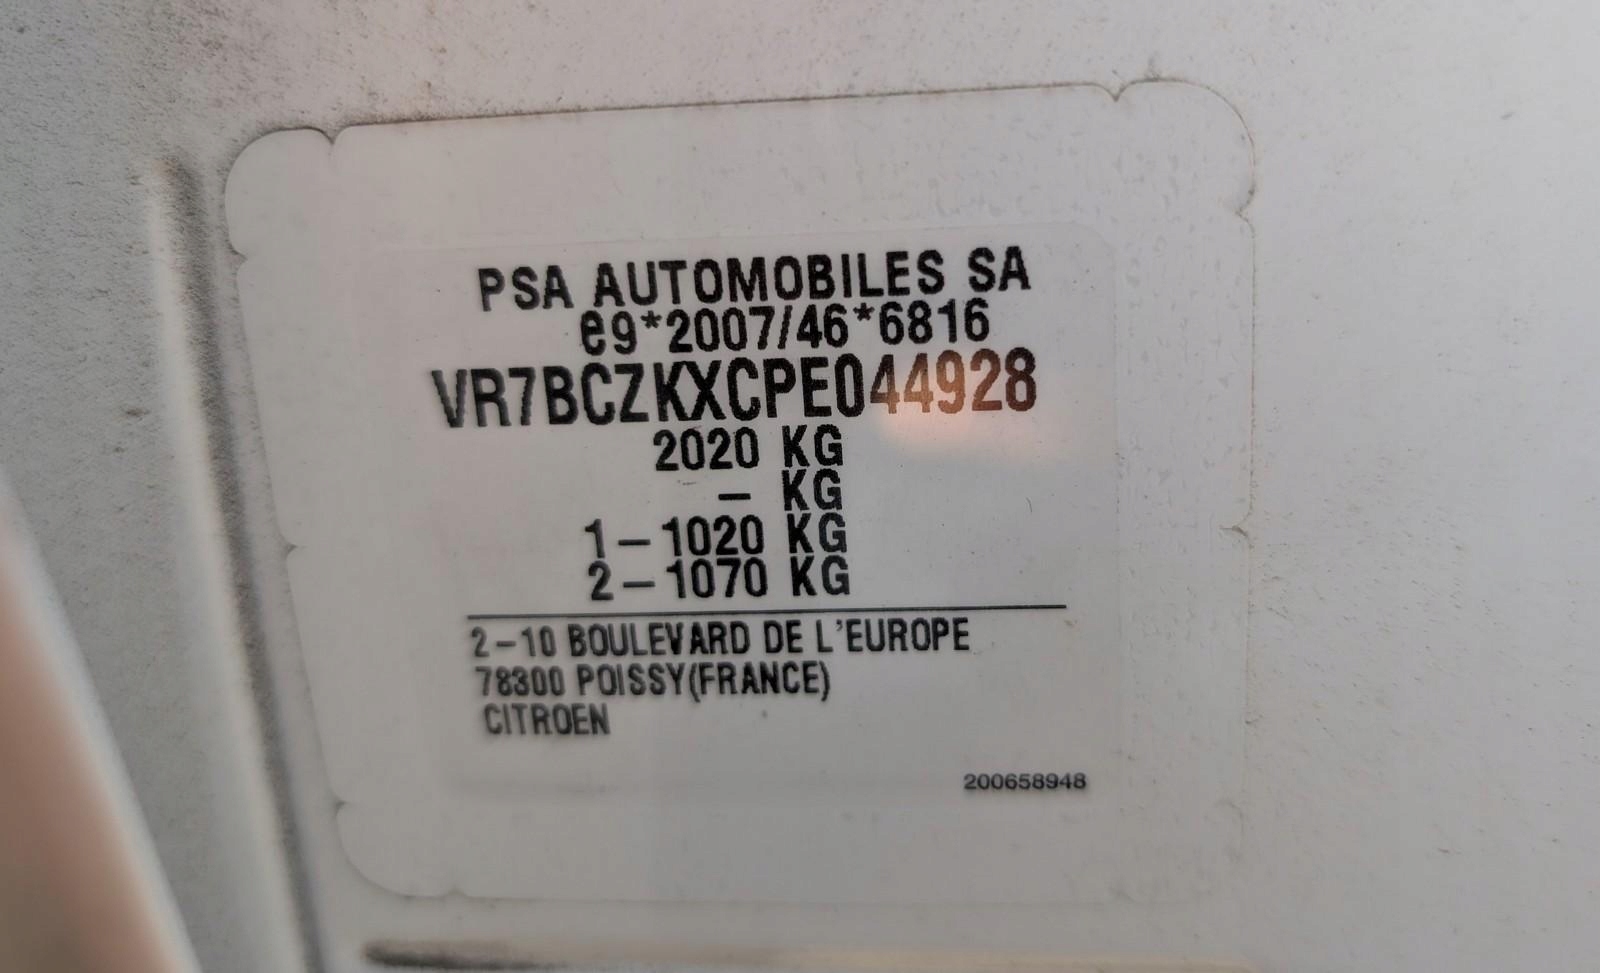 PSA AUTOMOBILES SA
e9*2007/46*6816
VR7BCZKXCPE044928
2020 KG
– KG
1–1020 KG
2–1070 KG
2–10 BOULEVARD DE L'EUROPE
78300 POISSY(FRANCE)
CITROEN
200658948